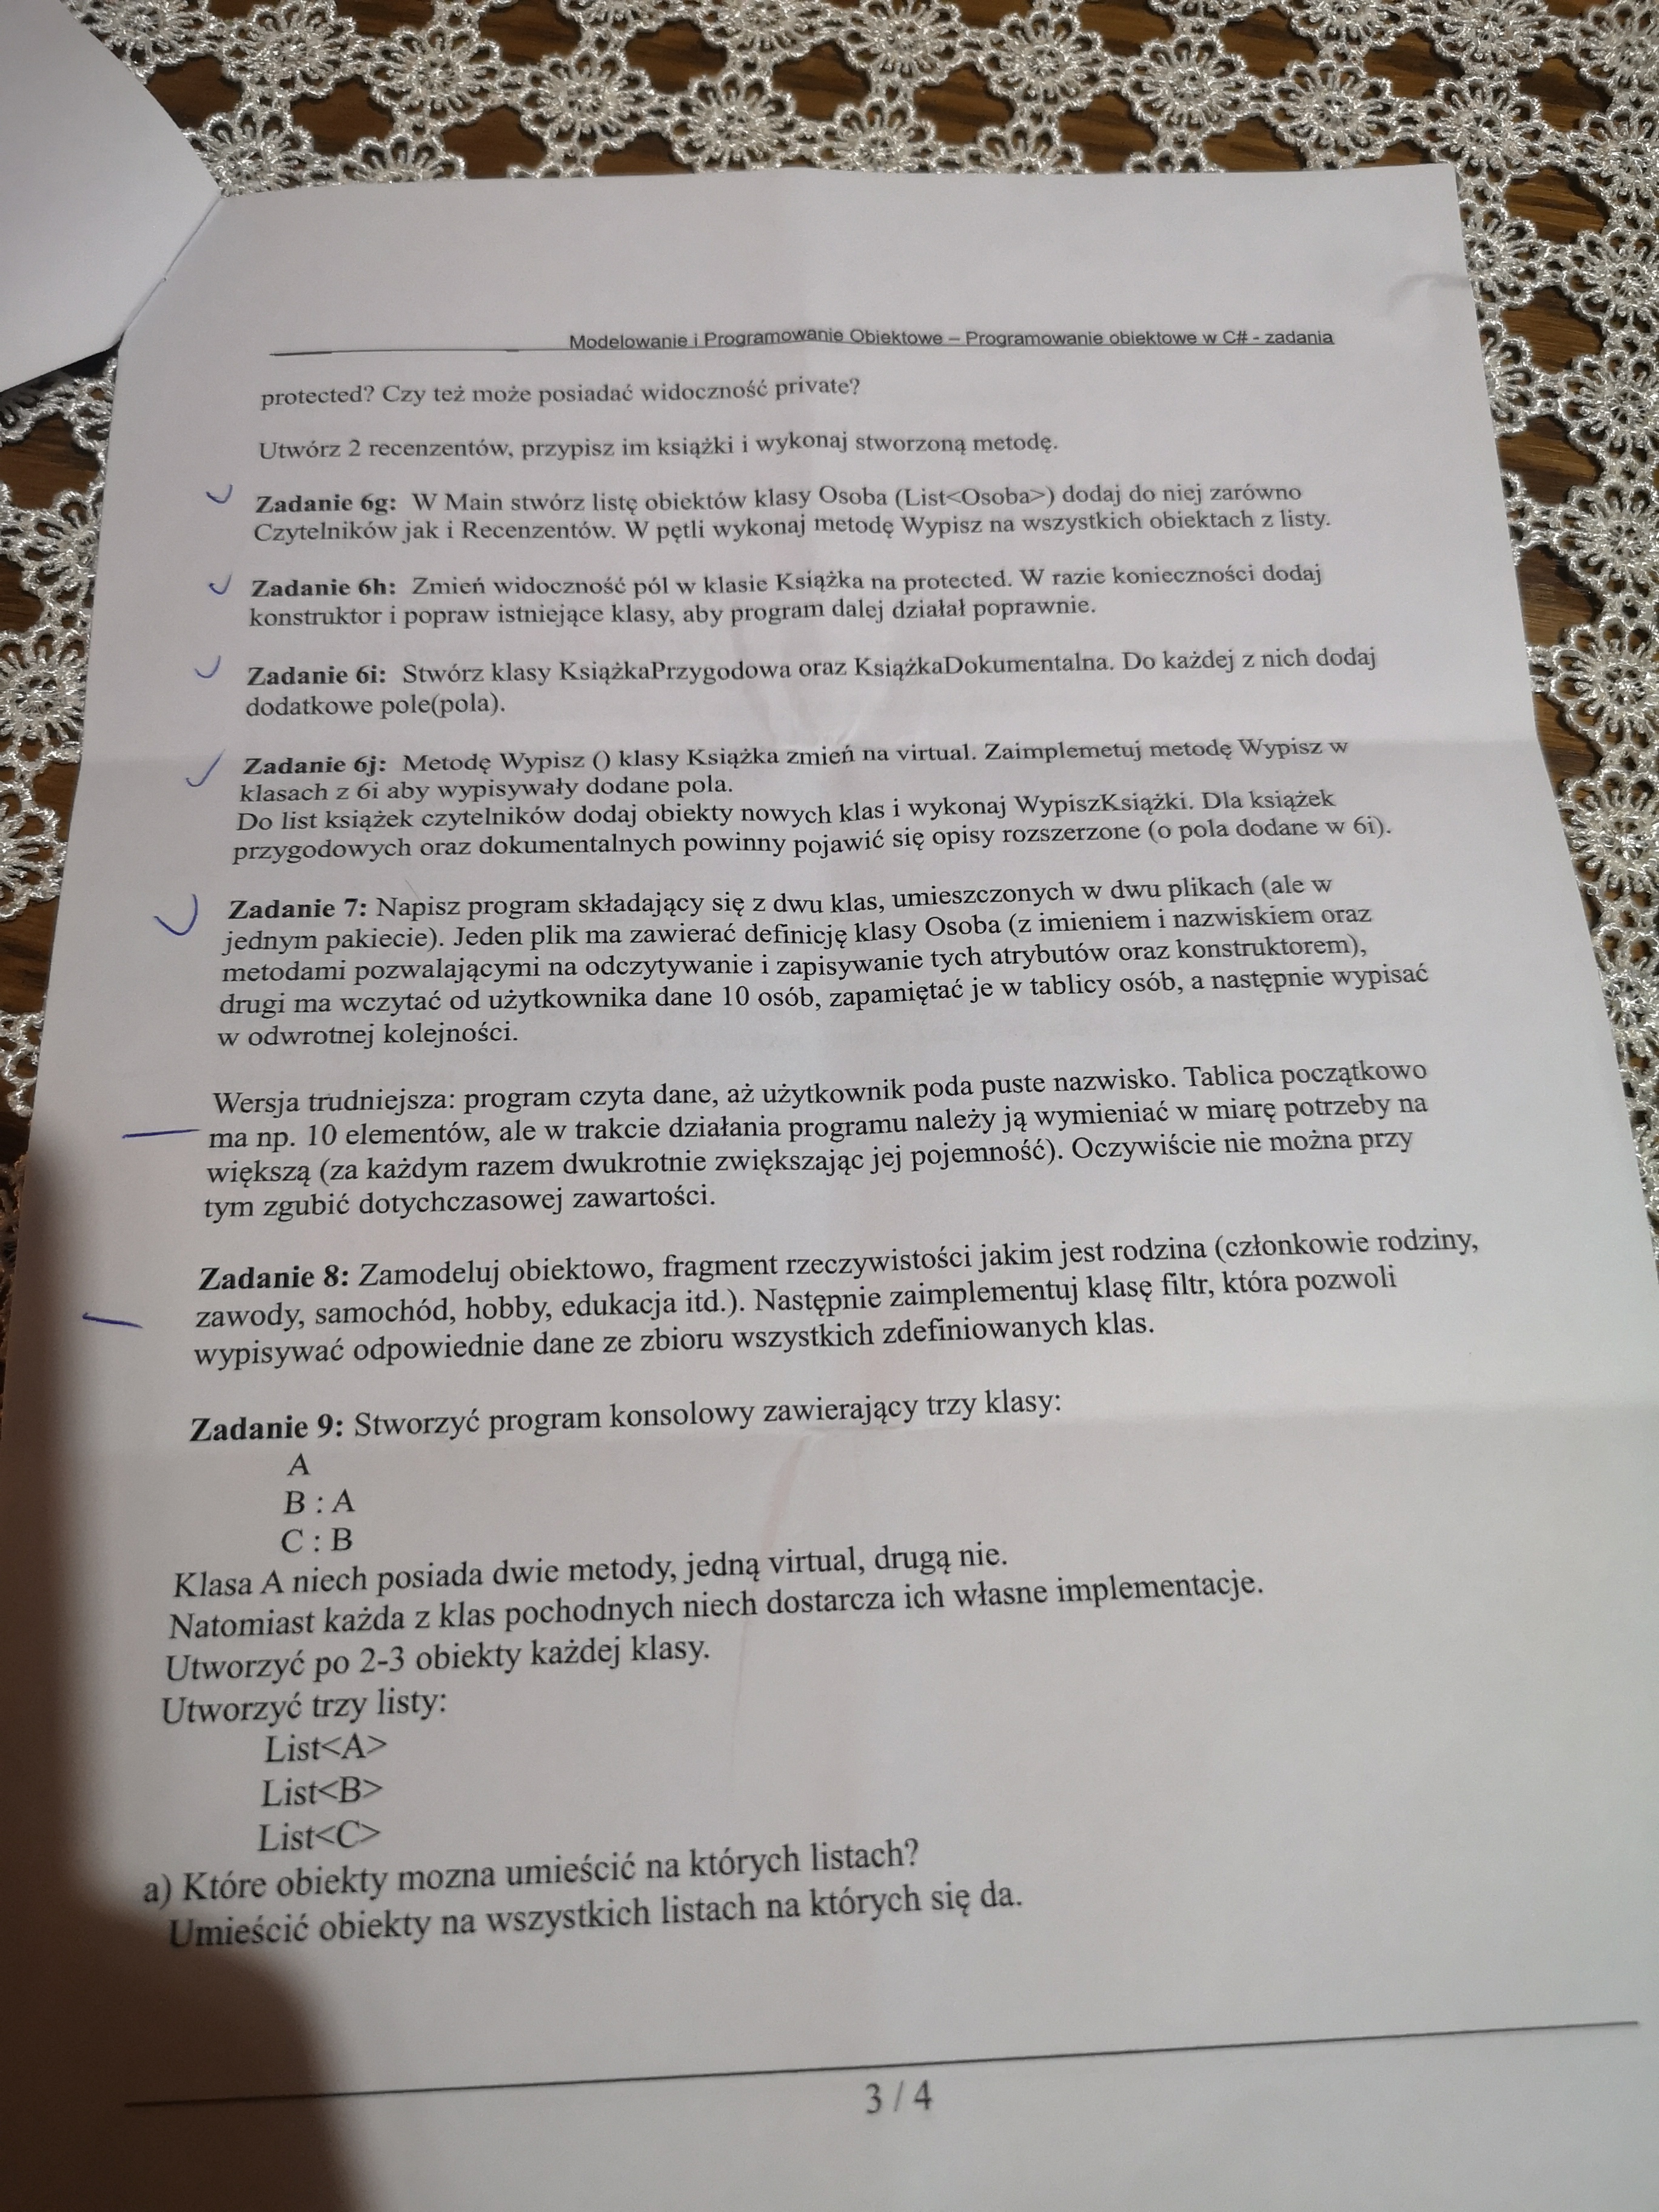 Modelowanie i Programowanie Obiektowe – Programowanie obiektowe w C# - zadania
protected? Czy też może posiadać widoczność private?
Utwórz 2 recenzentów, przypisz im książki i wykonaj stworzoną metodę.
Zadanie 6g: W Main stwórz listę obiektów klasy Osoba (List<Osoba>) dodaj do niej zarówno
Czytelników jak i Recenzentów. W pętli wykonaj metodę Wypisz na wszystkich obiektach z listy.
Zadanie 6h: Zmień widoczność pól w klasie Książka na protected. W razie konieczności dodaj
konstruktor i popraw istniejące klasy, aby program dalej działał poprawnie.
Zadanie 6i: Stwórz klasy KsiążkaPrzygodowa oraz KsiążkaDokumentalna. Do każdej z nich dodaj
dodatkowe pole(pola).
Zadanie 6j: Metodę Wypisz () klasy Książka zmień na virtual. Zaimplemetuj metodę Wypisz w
klasach z 6i aby wypisywały dodane pola.
Do list książek czytelników dodaj obiekty nowych klas i wykonaj WypiszKsiążki. Dla książek
przygodowych oraz dokumentalnych powinny pojawić się opisy rozszerzone (o pola dodane w 6i).
Zadanie 7: Napisz program składający się z dwu klas, umieszczonych w dwu plikach (ale w
jednym pakiecie). Jeden plik ma zawierać definicję klasy Osoba (z imieniem i nazwiskiem oraz
metodami pozwalającymi na odczytywanie i zapisywanie tych atrybutów oraz konstruktorem),
drugi ma wczytać od użytkownika dane 10 osób, zapamiętać je w tablicy osób, a następnie wypisać
w odwrotnej kolejności.
Wersja trudniejsza: program czyta dane, aż użytkownik poda puste nazwisko. Tablica początkowo
ma np. 10 elementów, ale w trakcie działania programu należy ją wymieniać w miarę potrzeby na
większą (za każdym razem dwukrotnie zwiększając jej pojemność). Oczywiście nie można przy
tym zgubić dotychczasowej zawartości.
Zadanie 8: Zamodeluj obiektowo, fragment rzeczywistości jakim jest rodzina (członkowie rodziny,
zawody, samochód, hobby, edukacja itd.). Następnie zaimplementuj klasę filtr, która pozwoli
wypisywać odpowiednie dane ze zbioru wszystkich zdefiniowanych klas.
Zadanie 9: Stworzyć program konsolowy zawierający trzy klasy:
A
B : A
C : B
Klasa A niech posiada dwie metody, jedną virtual, drugą nie.
Natomiast każda z klas pochodnych niech dostarcza ich własne implementacje.
Utworzyć po 2-3 obiekty każdej klasy.
Utworzyć trzy listy:
List<A>
List<B>
List<C>
a) Które obiekty mozna umieścić na których listach?
Umieścić obiekty na wszystkich listach na których się da.
3 / 4